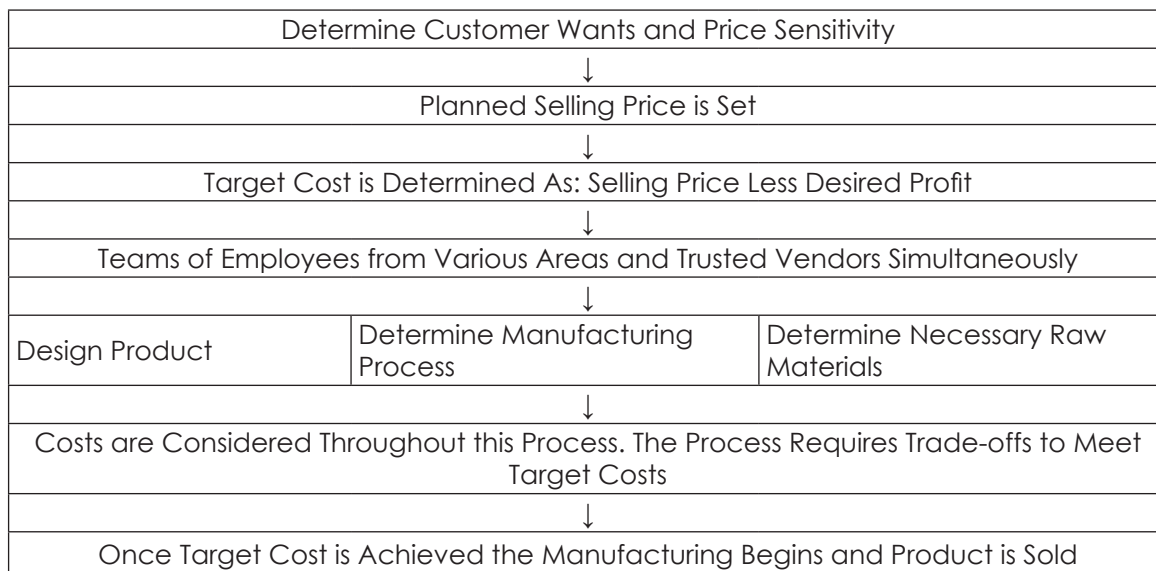 Determine Customer Wants and Price Sensitivity
↓
Planned Selling Price is Set
↓
Target Cost is Determined As: Selling Price Less Desired Profit
↓
Teams of Employees from Various Areas and Trusted Vendors Simultaneously
↓
Design Product
Determine Manufacturing
Process
Determine Necessary Raw
Materials
↓
Costs are Considered Throughout this Process. The Process Requires Trade-offs to Meet
Target Costs
↓
Once Target Cost is Achieved the Manufacturing Begins and Product is Sold